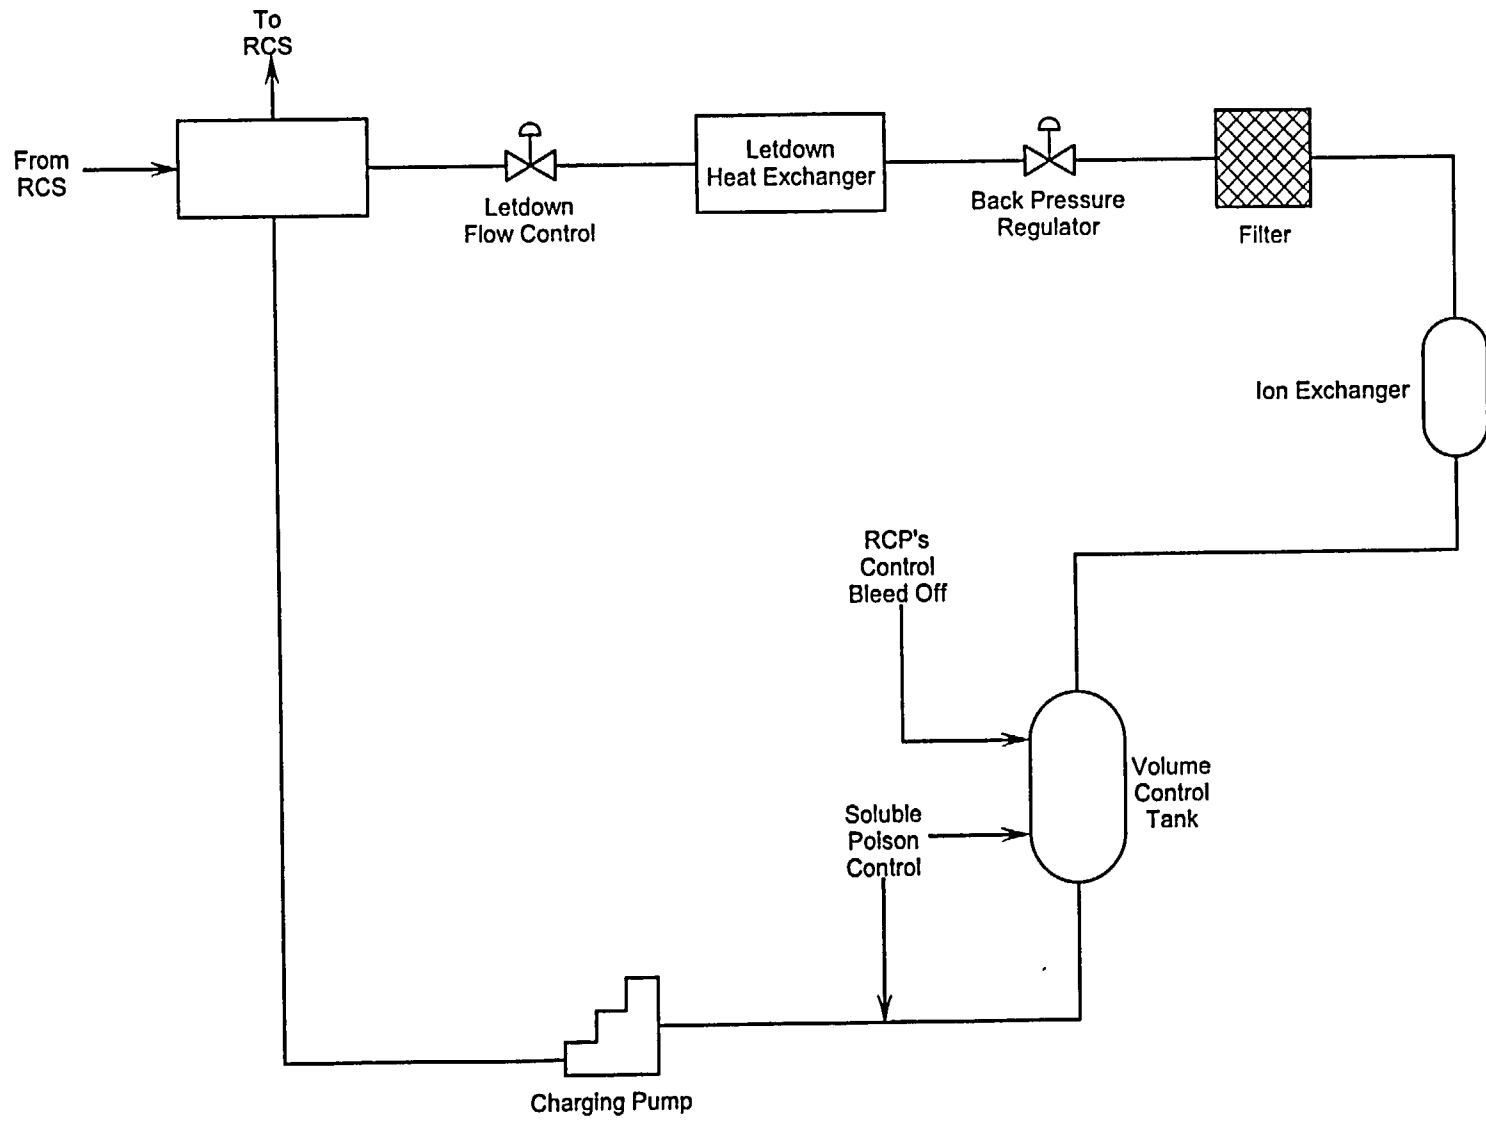 To
RCS
From
RCS
Letdown
Flow Control
Letdown
Heat Exchanger
Back Pressure
Regulator
Filter
Ion Exchanger
RCP's
Control
Bleed Off
Volume
Control
Tank
Soluble
Poison
Control
Charging Pump